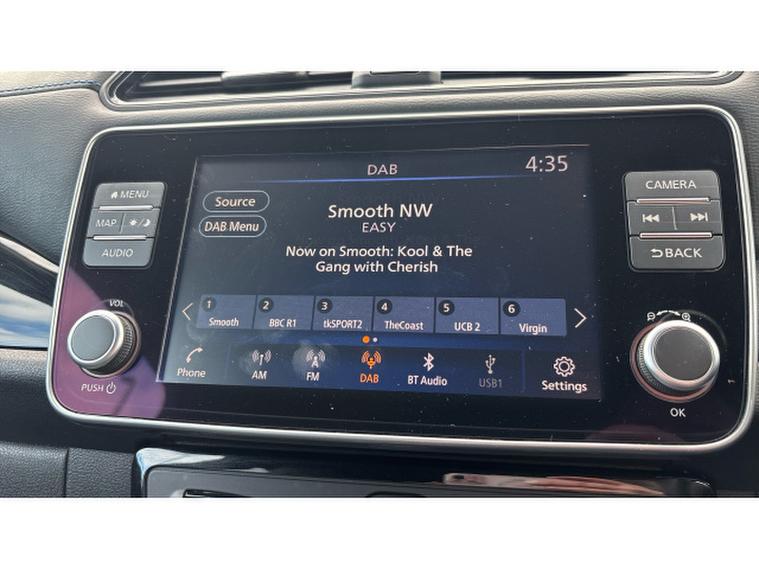 DAB
4:35
Source
DAB Menu
Smooth NW
EASY
Now on Smooth: Kool & The
Gang with Cherish
1 Smooth
2 BBC R1
3 tkSPORT2
4 TheCoast
5 UCB 2
6 Virgin
Phone
AM
FM
DAB
BT Audio
USB1
Settings
MENU
MAP
AUDIO
VOL
PUSH
CAMERA
BACK
OK